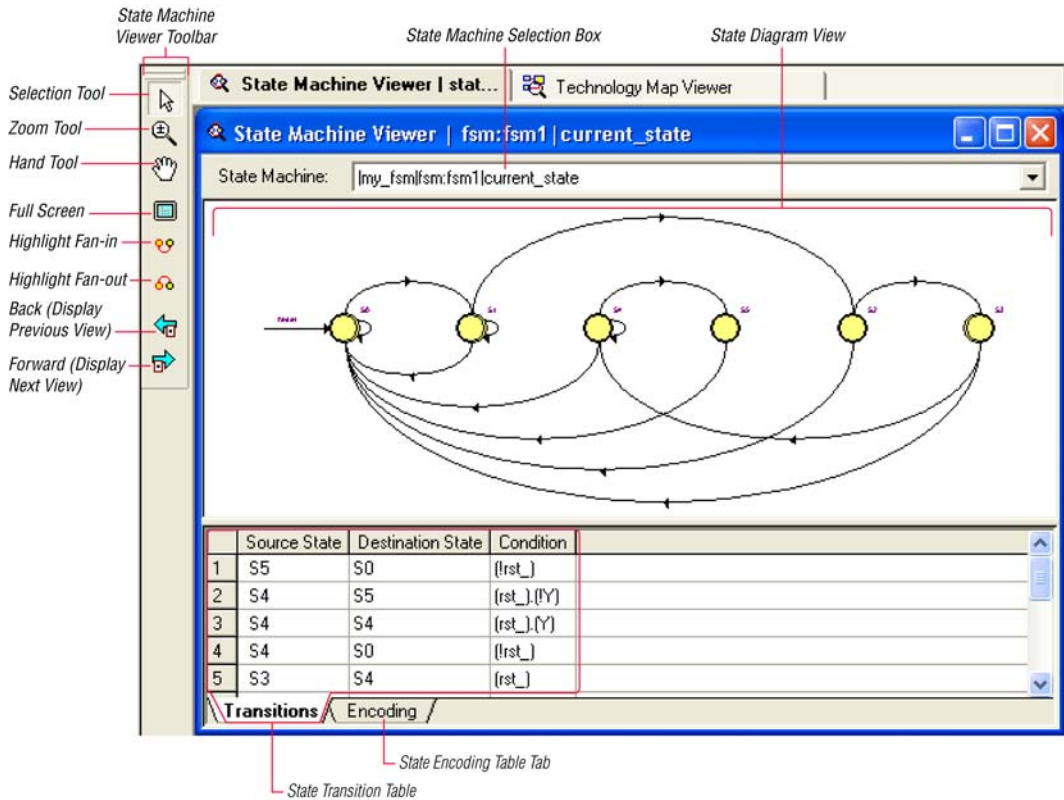 State Machine
Viewer Toolbar
State Machine Selection Box
State Diagram View
Selection Tool
Zoom Tool
Hand Tool
Full Screen
Highlight Fan-in
Highlight Fan-out
Back (Display
Previous View)
Forward (Display
Next View)
State Machine Viewer | stat...
Technology Map Viewer
State Machine Viewer | fsm:fsm1|current_state
State Machine: |my_fsm|fsm:fsm1|current_state
Source State Destination State Condition
1 S5 S0 (!rst_)
2 S4 S5 (rst_).(!Y)
3 S4 S4 (rst_).(Y)
4 S4 S0 (!rst_)
5 S3 S4 (rst_)
Transitions Encoding
State Encoding Table Tab
State Transition Table